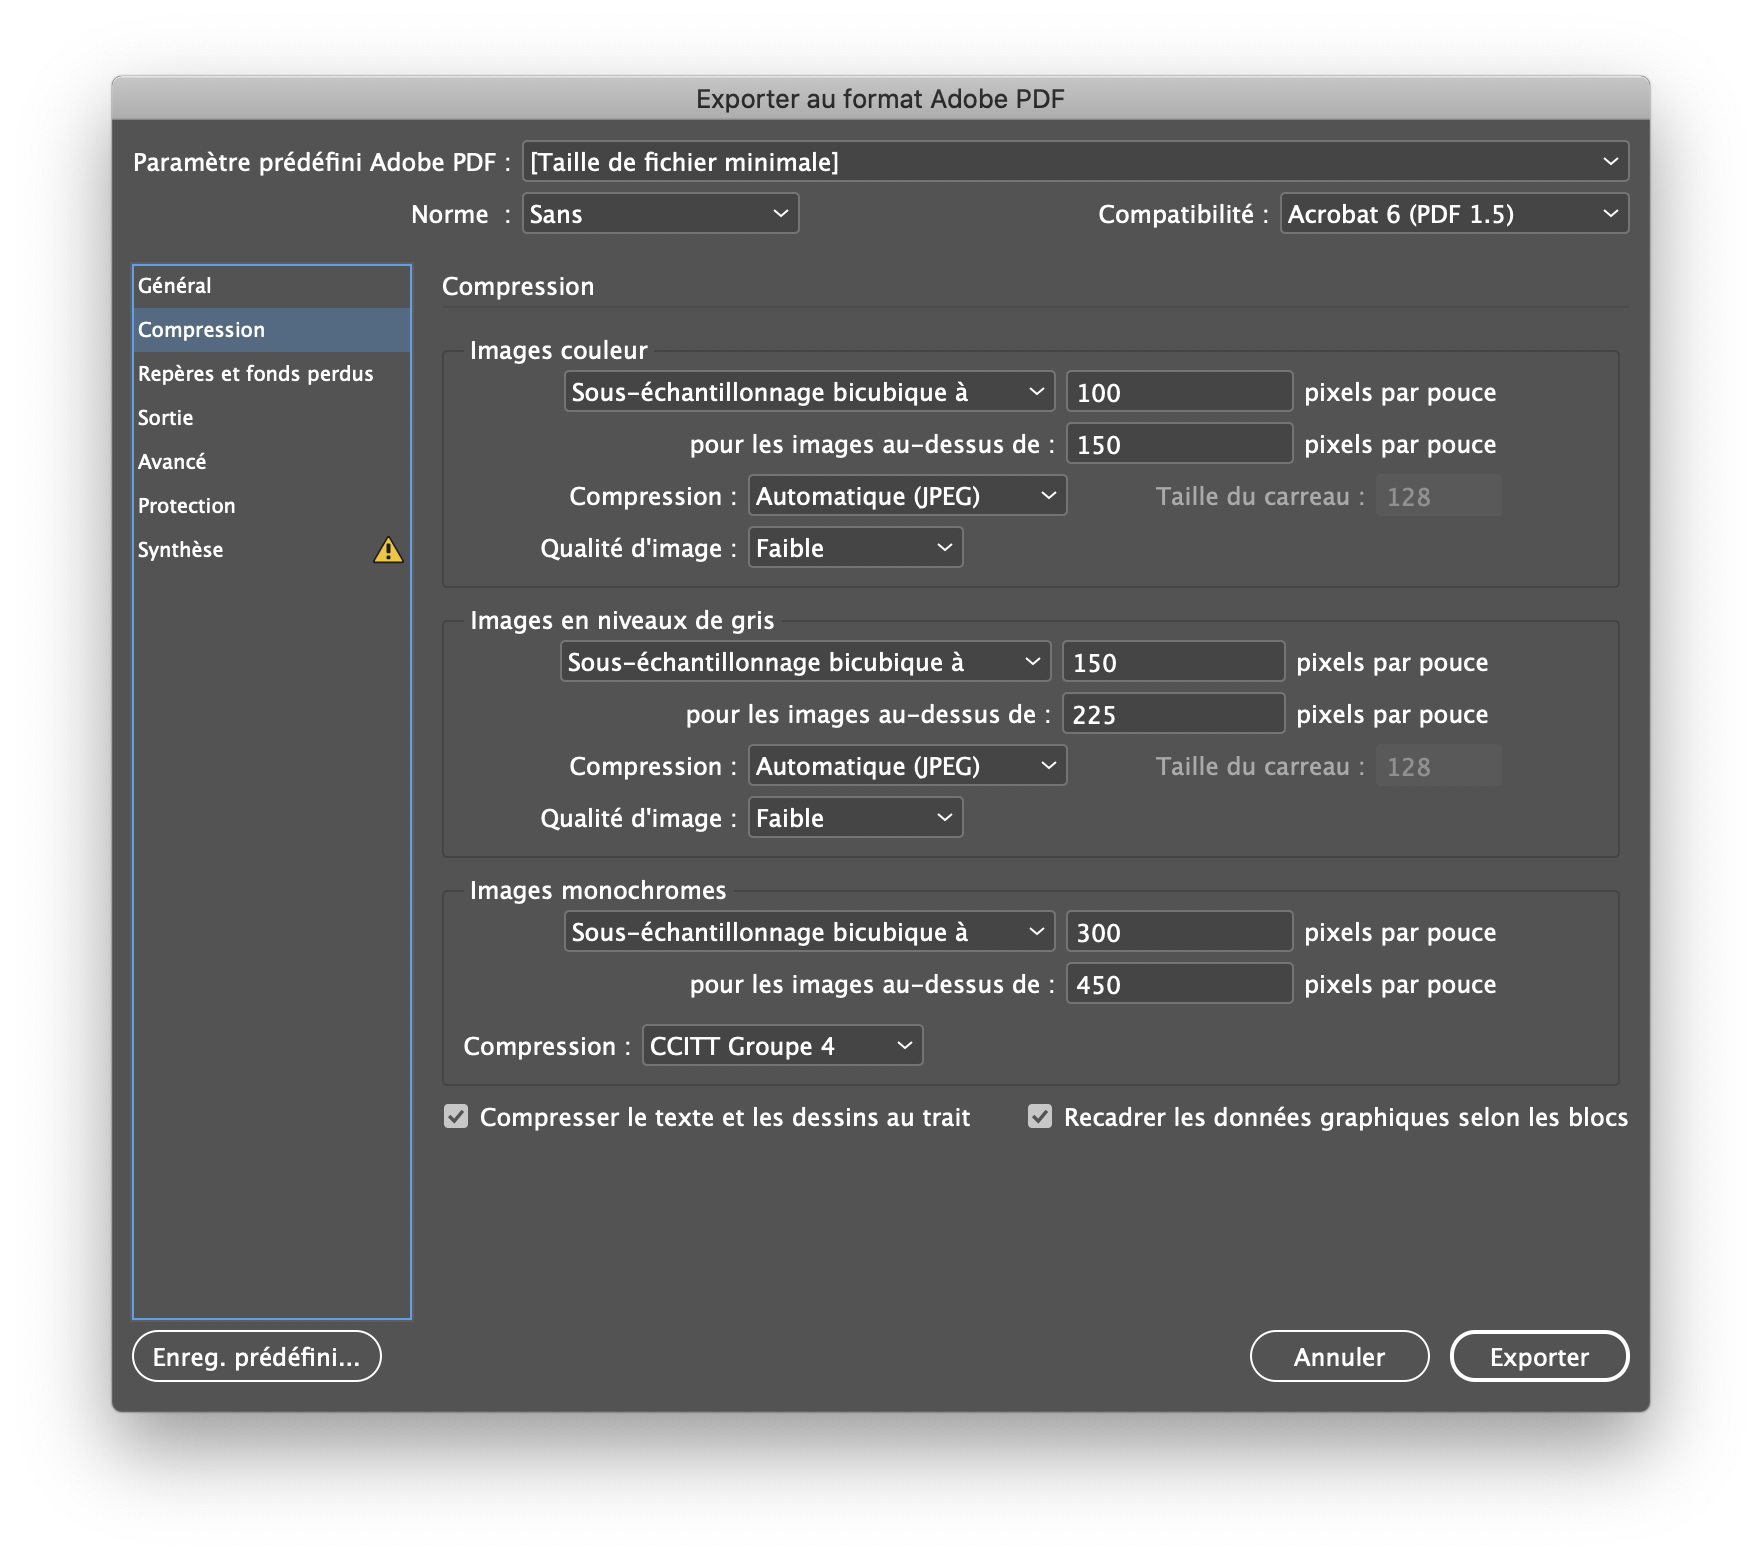 Exporter au format Adobe PDF
Paramètre prédéfini Adobe PDF : [Taille de fichier minimale]
Norme : Sans Compatibilité : Acrobat 6 (PDF 1.5)
Général
Compression
Repères et fonds perdus
Sortie
Avancé
Protection
Synthèse
Compression
Images couleur
Sous-échantillonnage bicubique à 100 pixels par pouce
pour les images au-dessus de : 150 pixels par pouce
Compression : Automatique (JPEG) Taille du carreau : 128
Qualité d'image : Faible
Images en niveaux de gris
Sous-échantillonnage bicubique à 150 pixels par pouce
pour les images au-dessus de : 225 pixels par pouce
Compression : Automatique (JPEG) Taille du carreau : 128
Qualité d'image : Faible
Images monochromes
Sous-échantillonnage bicubique à 300 pixels par pouce
pour les images au-dessus de : 450 pixels par pouce
Compression : CCITT Groupe 4
Compresser le texte et les dessins au trait Recadrer les données graphiques selon les blocs
Enreg. prédéfini... Annuler Exporter